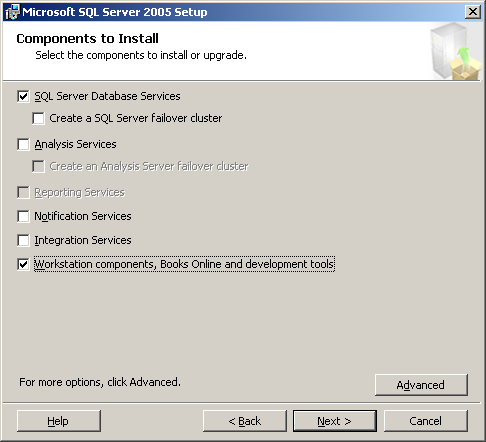 Microsoft SQL Server 2005 Setup
Components to Install
Select the components to install or upgrade.
SQL Server Database Services
Create a SQL Server failover cluster
Analysis Services
Create an Analysis Server failover cluster
Reporting Services
Notification Services
Integration Services
Workstation components, Books Online and development tools
For more options, click Advanced.
Advanced
Help
< Back
Next >
Cancel